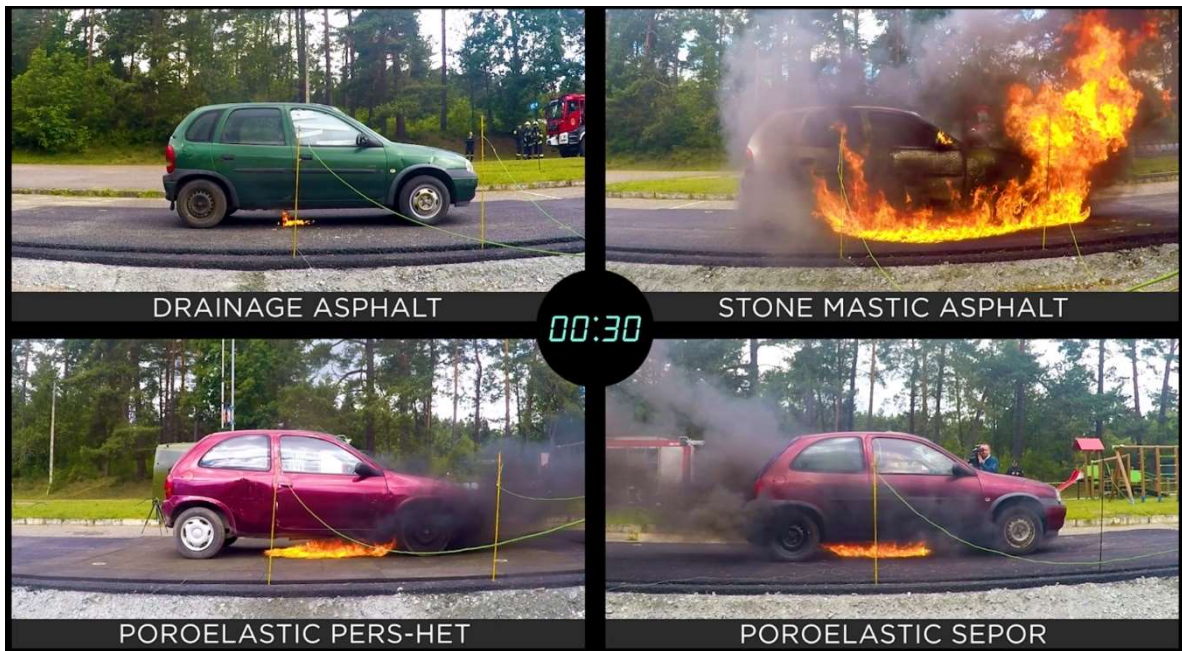 DRAINAGE ASPHALT
STONE MASTIC ASPHALT
00:30
POROELASTIC PERS-HET
POROELASTIC SEPOR